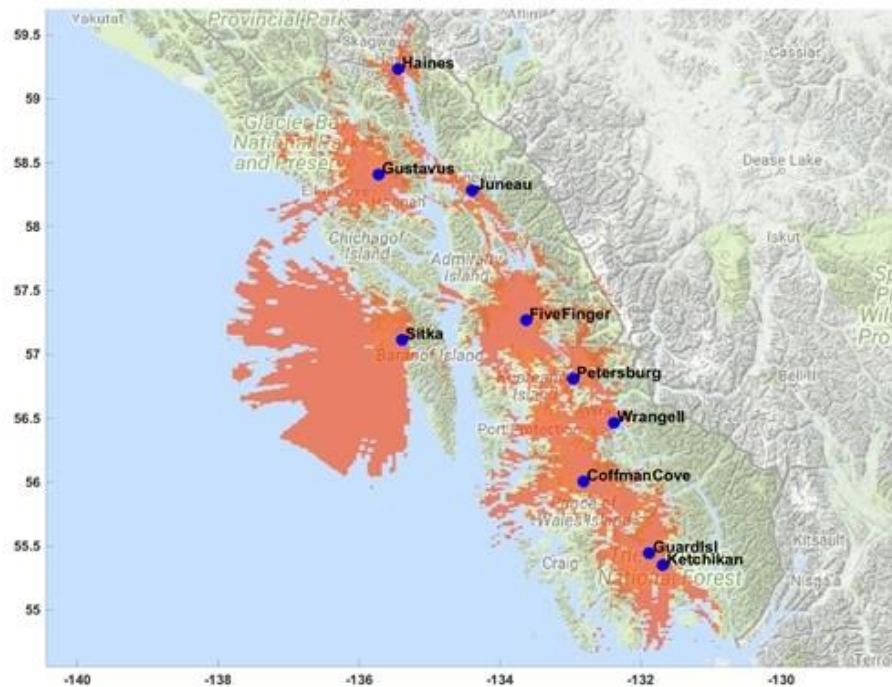 Yakutat
Provincial Park
Atlin
59.5
Skagway
Cassiar
Haines
59
Glacier Bay
National Park
and Preserve
58.5
Gustavus
Juneau
Dease Lake
58
Chichagof
Island
Iskut
Admiralty
Island
57.5
FiveFinger
Sitka
57
Baranof Island
Petersburg
Island
Wrangell
56.5
Port Protection
CoffmanCove
56
Prince of
Wales Island
55.5
GuardIsl
Kitsault
Craig
Ketchikan
National Forest
55
-140
-138
-136
-134
-132
-130